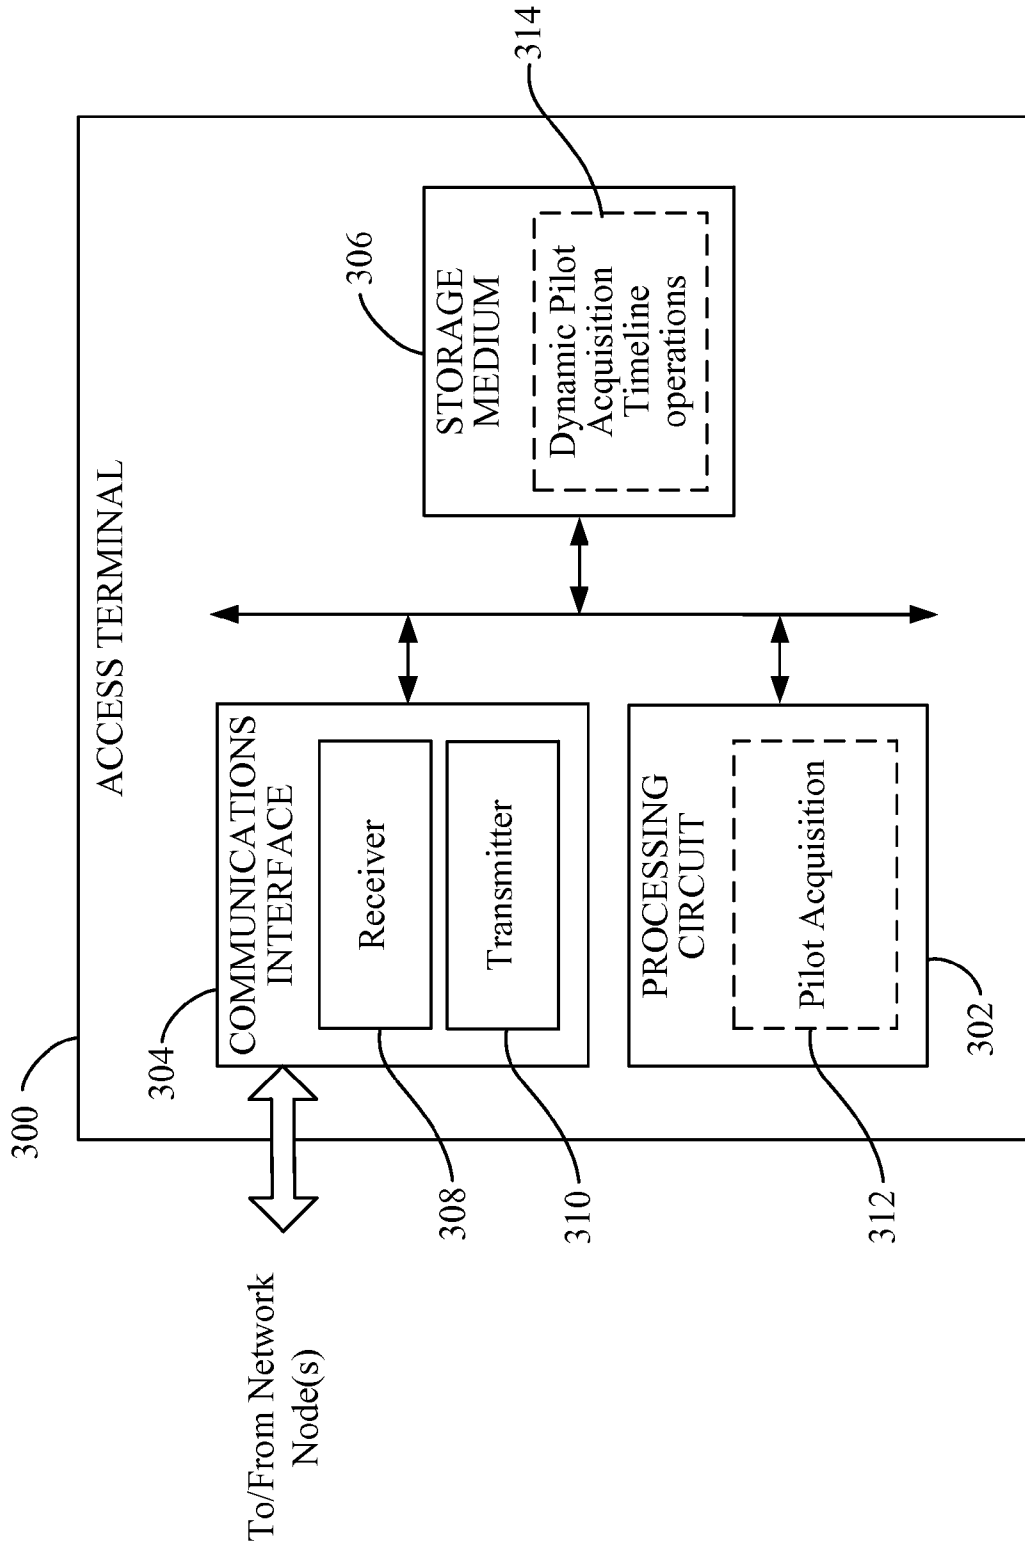 300
ACCESS TERMINAL
304
COMMUNICATIONS
INTERFACE
To/From Network
Node(s)
Receiver
308
Transmitter
310
306
STORAGE
MEDIUM
Dynamic Pilot
Acquisition
Timeline
operations
314
PROCESSING
CIRCUIT
Pilot Acquisition
312
302